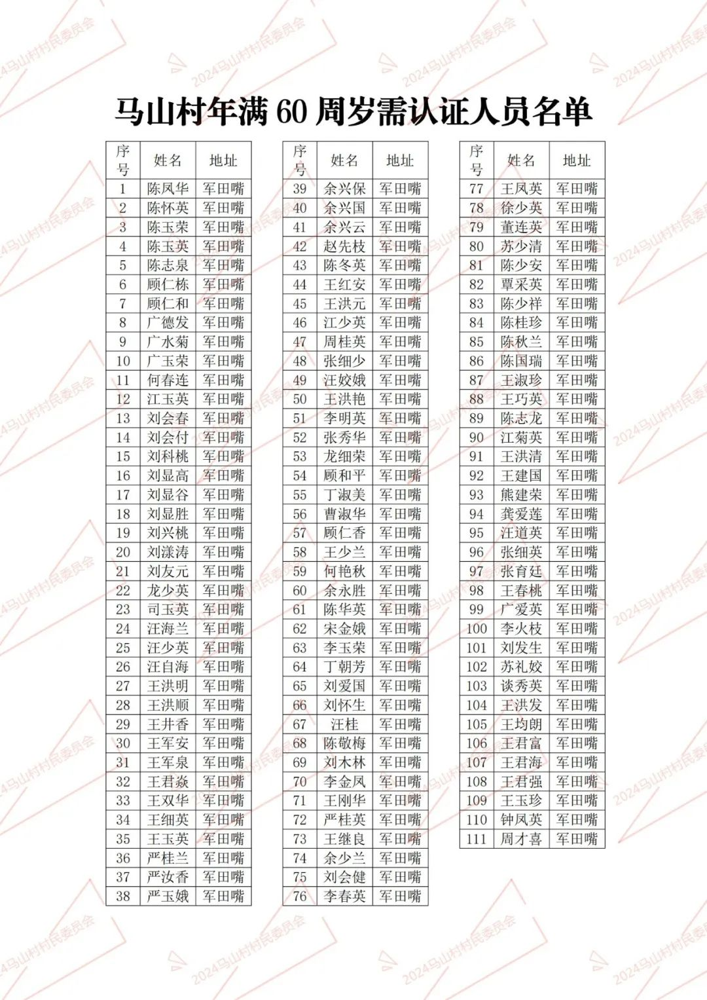 马山村年满 60 周岁需认证人员名单
序号 姓名 地址
1 陈凤华 军田嘴
2 陈怀英 军田嘴
3 陈玉荣 军田嘴
4 陈玉英 军田嘴
5 陈志泉 军田嘴
6 顾仁栋 军田嘴
7 顾仁和 军田嘴
8 广德发 军田嘴
9 广水菊 军田嘴
10 广玉荣 军田嘴
11 何春连 军田嘴
12 江玉英 军田嘴
13 刘会春 军田嘴
14 刘会付 军田嘴
15 刘科桃 军田嘴
16 刘显高 军田嘴
17 刘显谷 军田嘴
18 刘显胜 军田嘴
19 刘兴桃 军田嘴
20 刘漾涛 军田嘴
21 刘友元 军田嘴
22 龙少英 军田嘴
23 司玉英 军田嘴
24 汪海兰 军田嘴
25 汪少英 军田嘴
26 汪自海 军田嘴
27 王洪明 军田嘴
28 王洪顺 军田嘴
29 王井香 军田嘴
30 王军安 军田嘴
31 王军泉 军田嘴
32 王君焱 军田嘴
33 王双华 军田嘴
34 王细英 军田嘴
35 王玉英 军田嘴
36 严桂兰 军田嘴
37 严汝香 军田嘴
38 严玉娥 军田嘴
序号 姓名 地址
39 余兴保 军田嘴
40 余兴国 军田嘴
41 余兴云 军田嘴
42 赵先枝 军田嘴
43 陈冬英 军田嘴
44 王红安 军田嘴
45 王洪元 军田嘴
46 江少英 军田嘴
47 周桂英 军田嘴
48 张细少 军田嘴
49 汪姣娥 军田嘴
50 王洪艳 军田嘴
51 李明英 军田嘴
52 张秀华 军田嘴
53 龙细荣 军田嘴
54 顾和平 军田嘴
55 丁淑美 军田嘴
56 曹淑华 军田嘴
57 顾仁香 军田嘴
58 王少兰 军田嘴
59 何艳秋 军田嘴
60 余永胜 军田嘴
61 陈华英 军田嘴
62 宋金娥 军田嘴
63 李玉荣 军田嘴
64 丁朝芳 军田嘴
65 刘爱国 军田嘴
66 刘怀生 军田嘴
67 汪桂 军田嘴
68 陈敬梅 军田嘴
69 刘木林 军田嘴
70 李金凤 军田嘴
71 王刚华 军田嘴
72 严桂英 军田嘴
73 王继良 军田嘴
74 余少兰 军田嘴
75 刘会健 军田嘴
76 李春英 军田嘴
序号 姓名 地址
77 王凤英 军田嘴
78 徐少英 军田嘴
79 董连英 军田嘴
80 苏少清 军田嘴
81 陈少安 军田嘴
82 覃采英 军田嘴
83 陈少祥 军田嘴
84 陈桂珍 军田嘴
85 陈秋兰 军田嘴
86 陈国瑞 军田嘴
87 王淑珍 军田嘴
88 王巧英 军田嘴
89 陈志龙 军田嘴
90 江菊英 军田嘴
91 王洪清 军田嘴
92 王建国 军田嘴
93 熊建荣 军田嘴
94 龚爱莲 军田嘴
95 汪道英 军田嘴
96 张细英 军田嘴
97 张育廷 军田嘴
98 王春桃 军田嘴
99 广爱英 军田嘴
100 李火枝 军田嘴
101 刘发生 军田嘴
102 苏礼姣 军田嘴
103 谈秀英 军田嘴
104 王洪发 军田嘴
105 王均朗 军田嘴
106 王君富 军田嘴
107 王君海 军田嘴
108 王君强 军田嘴
109 王玉珍 军田嘴
110 钟凤英 军田嘴
111 周才喜 军田嘴
2024马山村村民委员会